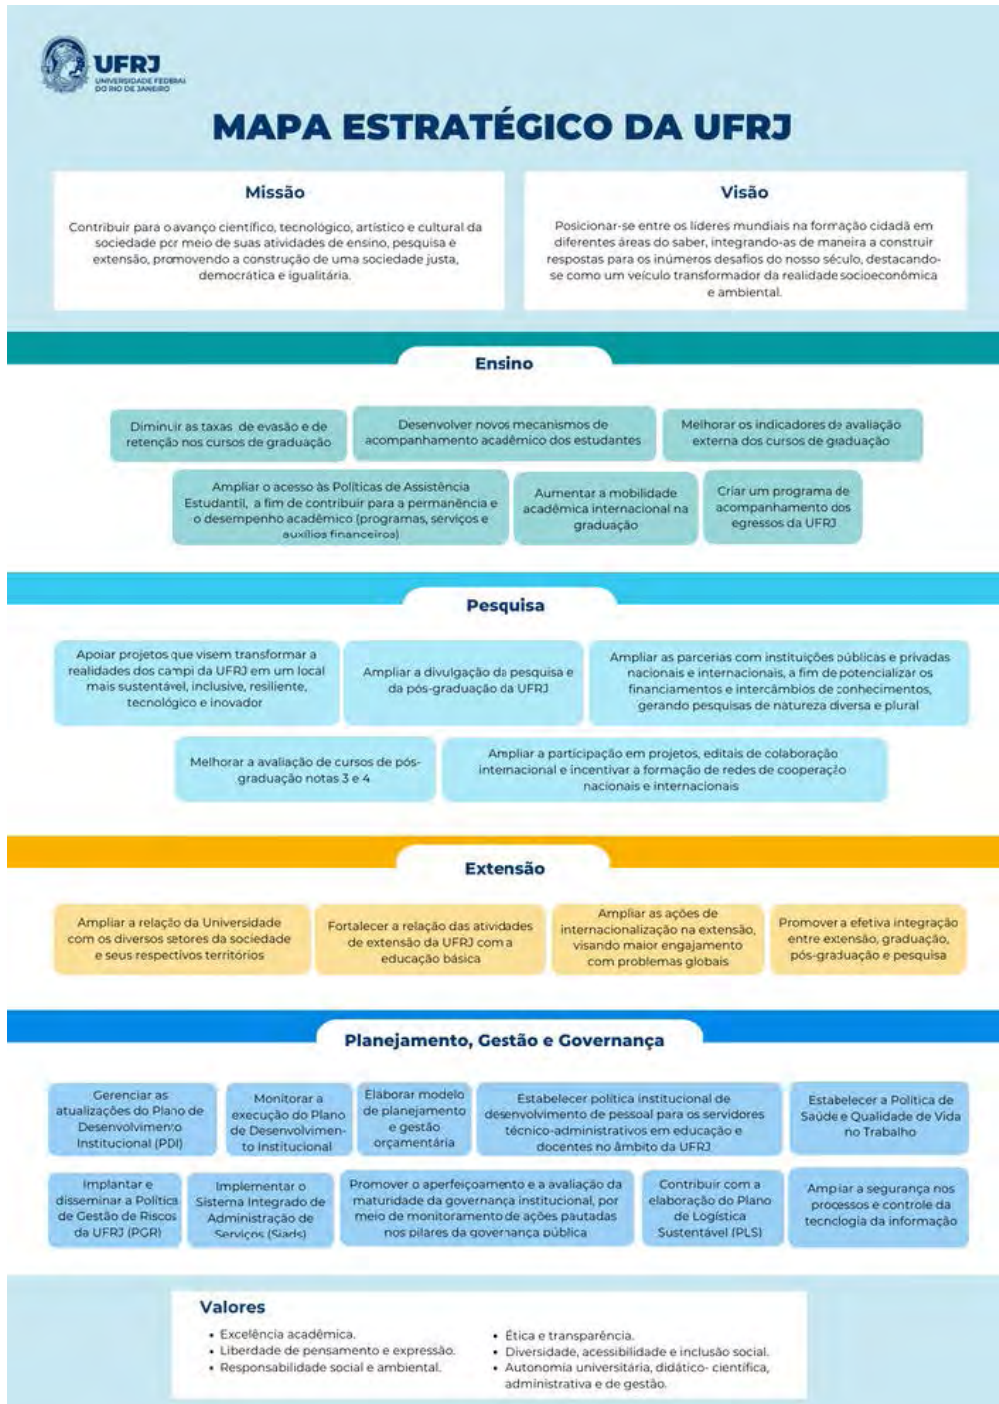 UFRJ
UNIVERSIDADE FEDERAL
DO RIO DE JANEIRO
MAPA ESTRATÉGICO DA UFRJ
Missão
Contribuir para o avanço científico, tecnológico, artístico e cultural da
sociedade por meio de suas atividades de ensino, pesquisa e
extensão, promovendo a construção de uma sociedade justa,
democrática e igualitária.
Visão
Posicionar-se entre os líderes mundiais na formação cidadã em
diferentes áreas do saber, integrando-as de maneira a construir
respostas para os inúmeros desafios do nosso século, destacando-
se como um veículo transformador da realidade socioeconômica
e ambiental.
Ensino
Diminuir as taxas de evasão e de
retenção nos cursos de graduação
Desenvolver novos mecanismos de
acompanhamento acadêmico dos estudantes
Melhorar os indicadores de avaliação
externa dos cursos de graduação
Ampliar o acesso às Políticas de Assistência
Estudantil, a fim de contribuir para a permanência e
o desempenho acadêmico (programas, serviços e
auxílios financeiros)
Aumentar a mobilidade
acadêmica internacional na
graduação
Criar um programa de
acompanhamento dos
egressos da UFRJ
Pesquisa
Apoiar projetos que visem transformar a
realidades dos campi da UFRJ em um local
mais sustentável, inclusive, resiliente,
tecnológico e inovador
Ampliar a divulgação da pesquisa e
da pós-graduação da UFRJ
Ampliar as parcerias com instituições públicas e privadas
nacionais e internacionais, a fim de potencializar os
financiamentos e intercâmbios de conhecimentos,
gerando pesquisas de natureza diversa e plural
Melhorar a avaliação de cursos de pós-
graduação notas 3 e 4
Ampliar a participação em projetos, editais de colaboração
internacional e incentivar a formação de redes de cooperação
nacionais e internacionais
Extensão
Ampliar a relação da Universidade
com os diversos setores da sociedade
e seus respectivos territórios
Fortalecer a relação das atividades
de extensão da UFRJ com a
educação básica
Ampliar as ações de
internacionalização na extensão,
visando maior engajamento
com problemas globais
Promover a efetiva integração
entre extensão, graduação,
pós-graduação e pesquisa
Planejamento, Gestão e Governança
Gerenciar as
atualizações do Plano de
Desenvolvimento
Institucional (PDI)
Monitorar a
execução do Plano
de Desenvolvimen-
to Institucional
Elaborar modelo
de planejamento
e gestão
orçamentária
Estabelecer política institucional de
desenvolvimento de pessoal para os servidores
técnico-administrativos em educação e
docentes no âmbito da UFRJ
Estabelecer a Política de
Saúde e Qualidade de Vida
no Trabalho
Implantar e
disseminar a Política
de Gestão de Riscos
da UFRJ (PGR)
Implementar o
Sistema Integrado de
Administração de
Serviços (Siads)
Promover o aperfeiçoamento e a avaliação da
maturidade da governança institucional, por
meio de monitoramento de ações pautadas
nos pilares da governança pública
Contribuir com a
elaboração do Plano
de Logística
Sustentável (PLS)
Ampliar a segurança nos
processos e controle da
tecnologia da informação
Valores
• Excelência acadêmica.
• Liberdade de pensamento e expressão.
• Responsabilidade social e ambiental.
• Ética e transparência.
• Diversidade, acessibilidade e inclusão social.
• Autonomia universitária, didático- científica,
administrativa e de gestão.